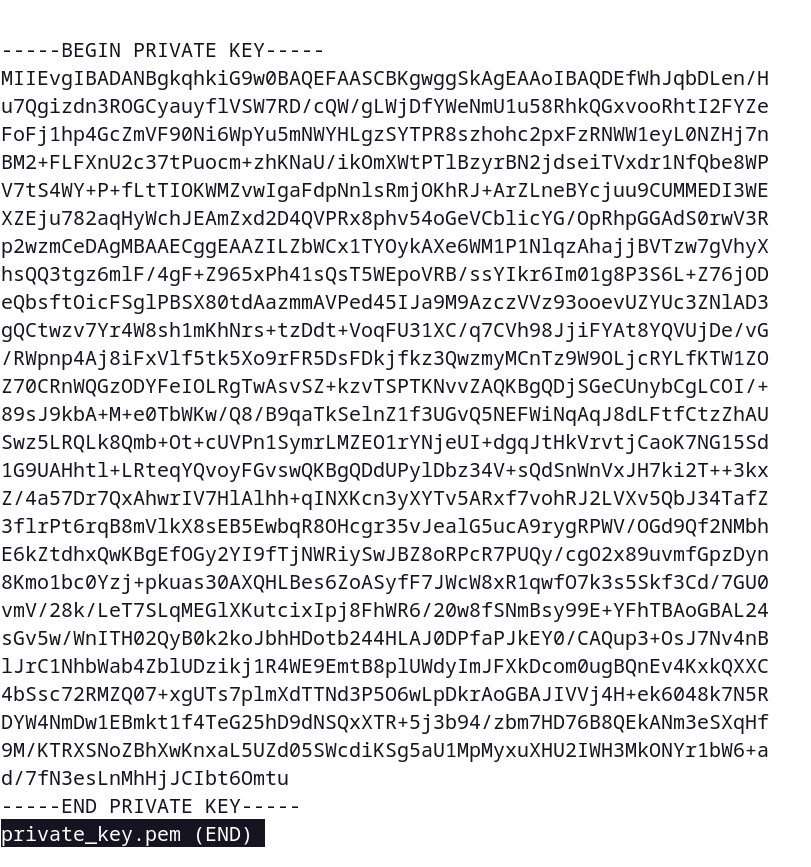 -----BEGIN PRIVATE KEY-----
MIIEvgIBADANBgkqhkiG9w0BAQEFAASCBKgwggSkAgEAAoIBAQDEfWhJqbDLen/H
u7Qgizdn3ROGCyauyflVSW7RD/cQW/gLWjDfYWeNmU1u58RhkQGxvooRhtI2FYZe
FoFj1hp4GcZmVF90Ni6WpYu5mNWYHLgzSYTPR8szhohc2pxFzRNWW1eyL0NZHj7n
BM2+FLFXnU2c37tPuocm+zhKNaU/ikOmXWtPTlBzyrBN2jdseiTVxdr1NfQbe8WP
V7tS4WY+P+fLtTIOKWMZvwIgaFdpNnlsRmjOKhRJ+ArZLneBYcjuu9CUMMEDI3WE
XZEju782aqHyWchJEAmZxd2D4QVPRx8phv54oGeVCblicYG/OpRhpGGAdS0rwV3R
p2wzmCeDAgMBAAECggEAAZILZbWCx1TYOykAXe6WM1P1NlqzAhajjBVTzw7gVhyX
hsQQ3tgz6mlF/4gF+Z965xPh41sQsT5WEpoVRB/ssYIkr6Im01g8P3S6L+Z76jOD
eQbsftOicFSglPBSX80tdAazmmAVPed45IJa9M9AzczVVz93ooevUZYUc3ZNlAD3
gQCtwzv7Yr4W8sh1mKhNrs+tzDdt+VoqFU31XC/q7CVh98JjiFYAt8YQVUjDe/vG
/RWpnp4Aj8iFxVlf5tk5Xo9rFR5DsFDkjfkz3QwzmyMCnTz9W9OLjcRYLfKTW1ZO
Z70CRnWQGzODYFeIOLRgTwAsvSZ+kzvTSPTKNvvZAQKBgQDjSGeCUnybCgLCOI/+
89sJ9kbA+M+e0TbWKw/Q8/B9qaTkSelnZ1f3UGvQ5NEFWiNqAqJ8dLFtfCtzZhAU
Swz5LRQLk8Qmb+Ot+cUVPn1SymrLMZEO1rYNjeUI+dgqJtHkVrvtjCaoK7NG15Sd
1G9UAHhtl+LRteqYQvoyFGvswQKBgQDdUPylDbz34V+sQdSnWnVxJH7ki2T++3kx
Z/4a57Dr7QxAhwrIV7HlAlhh+qINXKcn3yXYTv5ARxf7vohRJ2LVXv5QbJ34TafZ
3flrPt6rqB8mVlkX8sEB5EwbqR8OHcgr35vJealG5ucA9rygRPWV/OGd9Qf2NMbh
E6kZtdhxQwKBgEfOGy2YI9fTjNWRiySwJBZ8oRPcR7PUQy/cgO2x89uvmfGpzDyn
8Kmo1bc0Yzj+pkuas30AXQHLBes6ZoASyfF7JWcW8xR1qwfO7k3s5Skf3Cd/7GU0
vmV/28k/LeT7SLqMEGlXKutcixIpj8FhWR6/20w8fSNmBsy99E+YFhTBAoGBAL24
sGv5w/WnITH02QyB0k2koJbhHDotb244HLAJ0DPfaPJkEY0/CAQup3+OsJ7Nv4nB
lJrC1NhbWab4ZblUDzikj1R4WE9EmtB8plUWdyImJFXkDcom0ugBQnEv4KxkQXXC
4bSsc72RMZQ07+xgUTs7plmXdTTNd3P5O6wLpDkrAoGBAJIVVj4H+ek6048k7N5R
DYW4NmDw1EBmkt1f4TeG25hD9dNSQxXTR+5j3b94/zbm7HD76B8QEkANm3eSXqHf
9M/KTRXSNoZBhXwKnxaL5UZd05SWcdiKSg5aU1MpMyxuXHU2IWH3MkONYr1bW6+a
d/7fN3esLnMhHjJCIbt6Omtu
-----END PRIVATE KEY-----
private_key.pem (END)